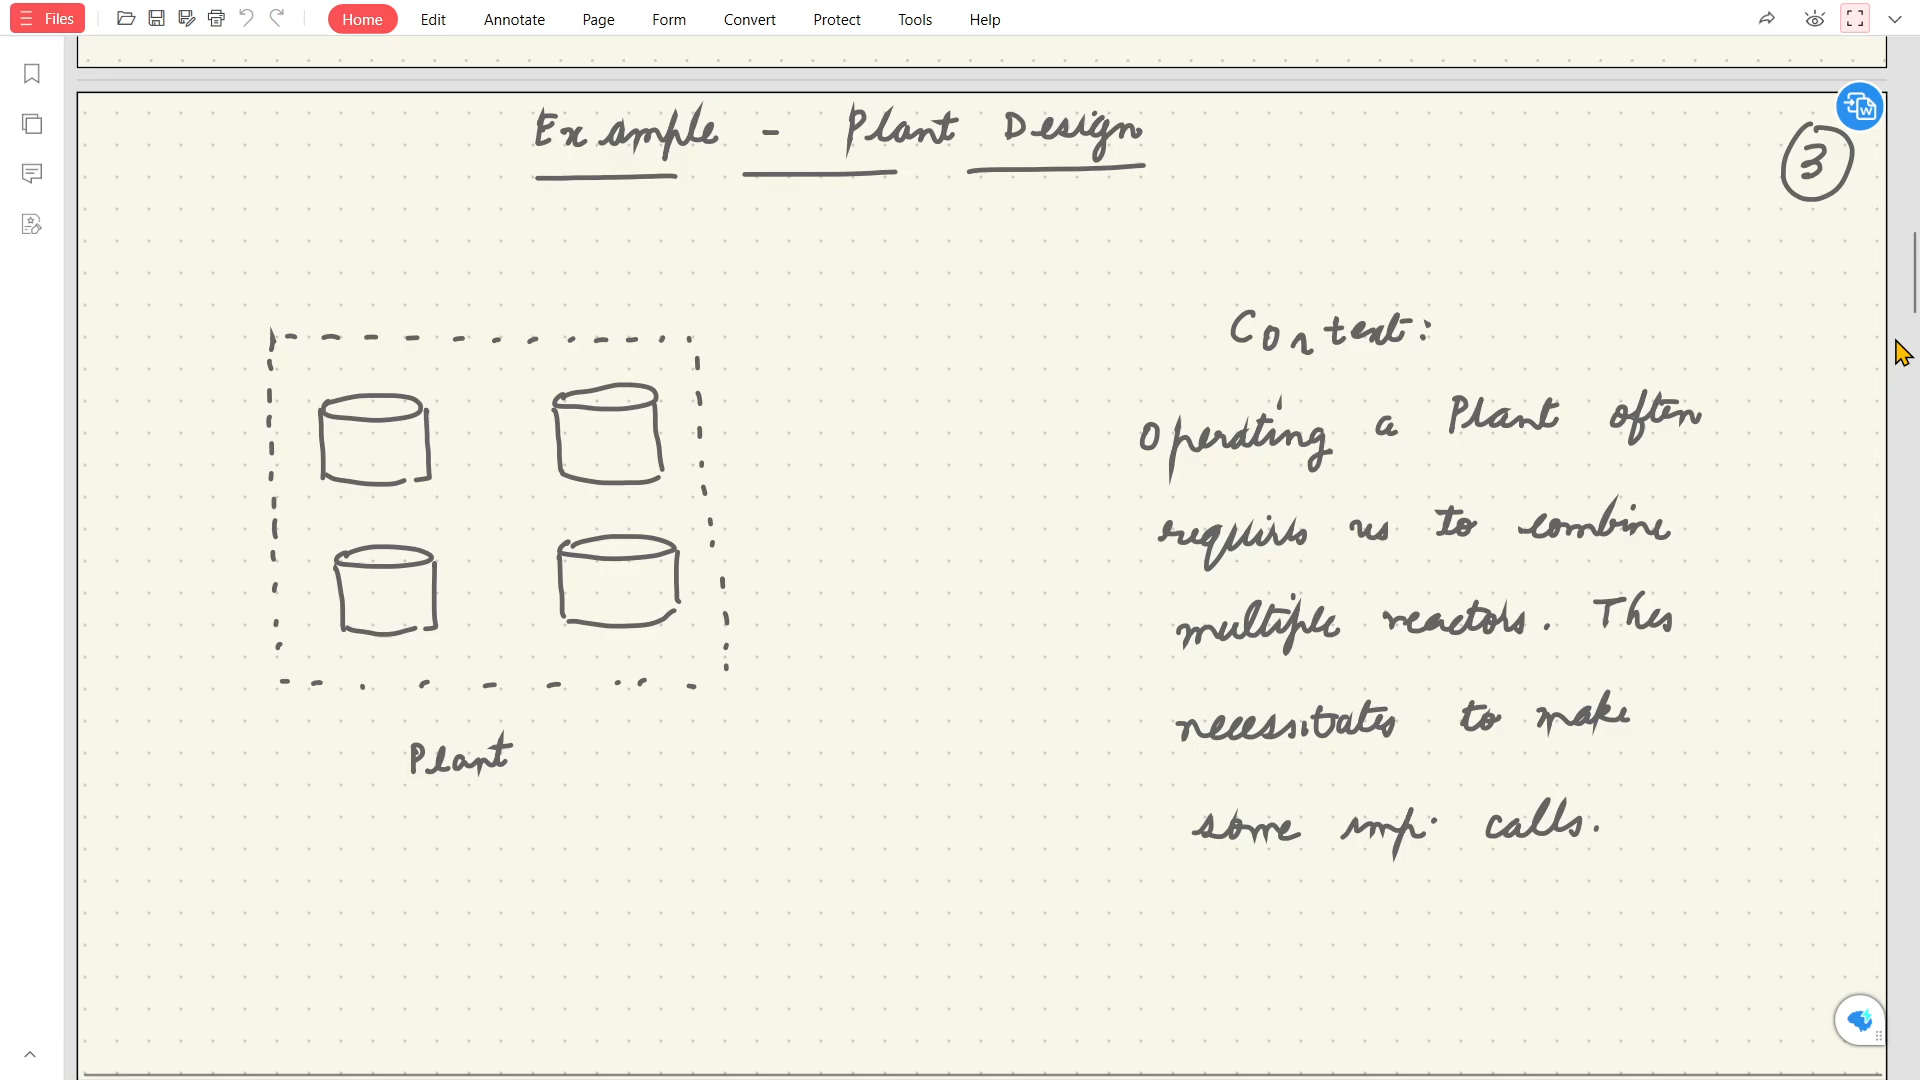 Files
Home Edit Annotate Page Form Convert Protect Tools Help
Example - Plant Design
3
Context:
Operating a Plant often
requires us to combine
multiple reactors. This
necessitates to make
some imp. calls.
Plant